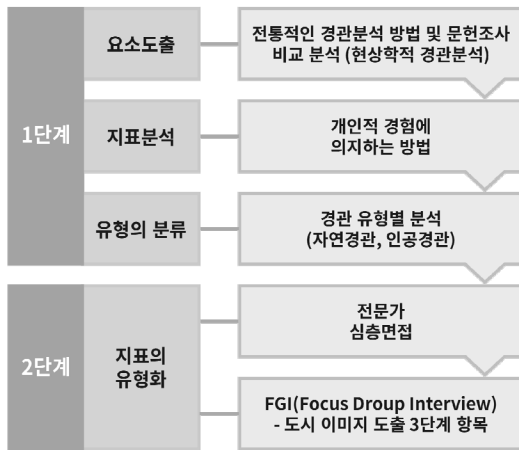 1단계
요소도출
전통적인 경관분석 방법 및 문헌조사
비교 분석 (현상학적 경관분석)
지표분석
개인적 경험에
의지하는 방법
유형의 분류
경관 유형별 분석
(자연경관, 인공경관)
2단계
지표의
유형화
전문가
심층면접
FGI(Focus Droup Interview)
- 도시 이미지 도출 3단계 항목